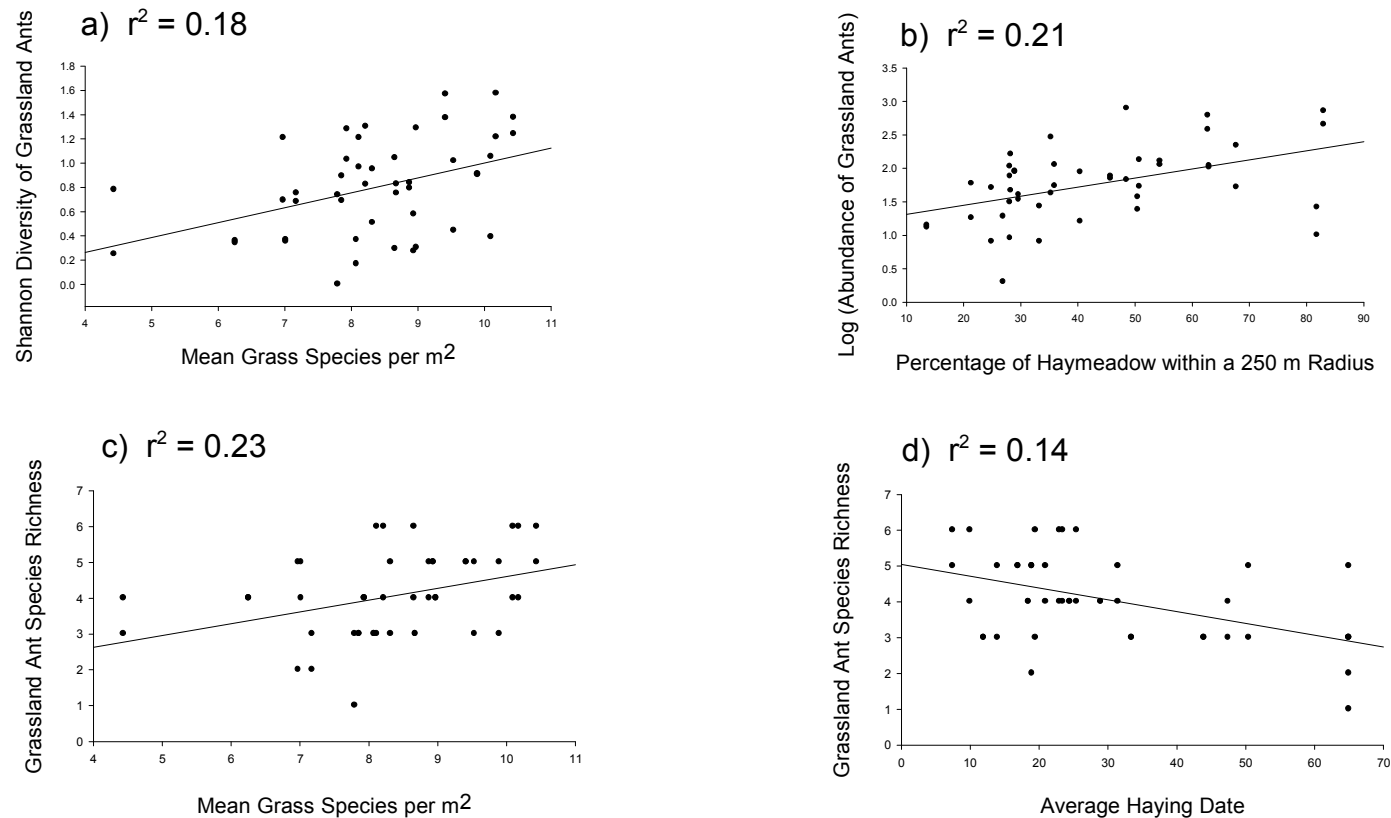 a) r² = 0.18
Shannon Diversity of Grassland Ants
1.8
1.6
1.4
1.2
1.0
0.8
0.6
0.4
0.2
0.0
4 5 6 7 8 9 10 11
Mean Grass Species per m²
b) r² = 0.21
Log (Abundance of Grassland Ants)
3.5
3.0
2.5
2.0
1.5
1.0
0.5
0.0
10 20 30 40 50 60 70 80 90
Percentage of Haymeadow within a 250 m Radius
c) r² = 0.23
Grassland Ant Species Richness
7
6
5
4
3
2
1
0
4 5 6 7 8 9 10 11
Mean Grass Species per m²
d) r² = 0.14
Grassland Ant Species Richness
7
6
5
4
3
2
1
0
0 10 20 30 40 50 60 70
Average Haying Date